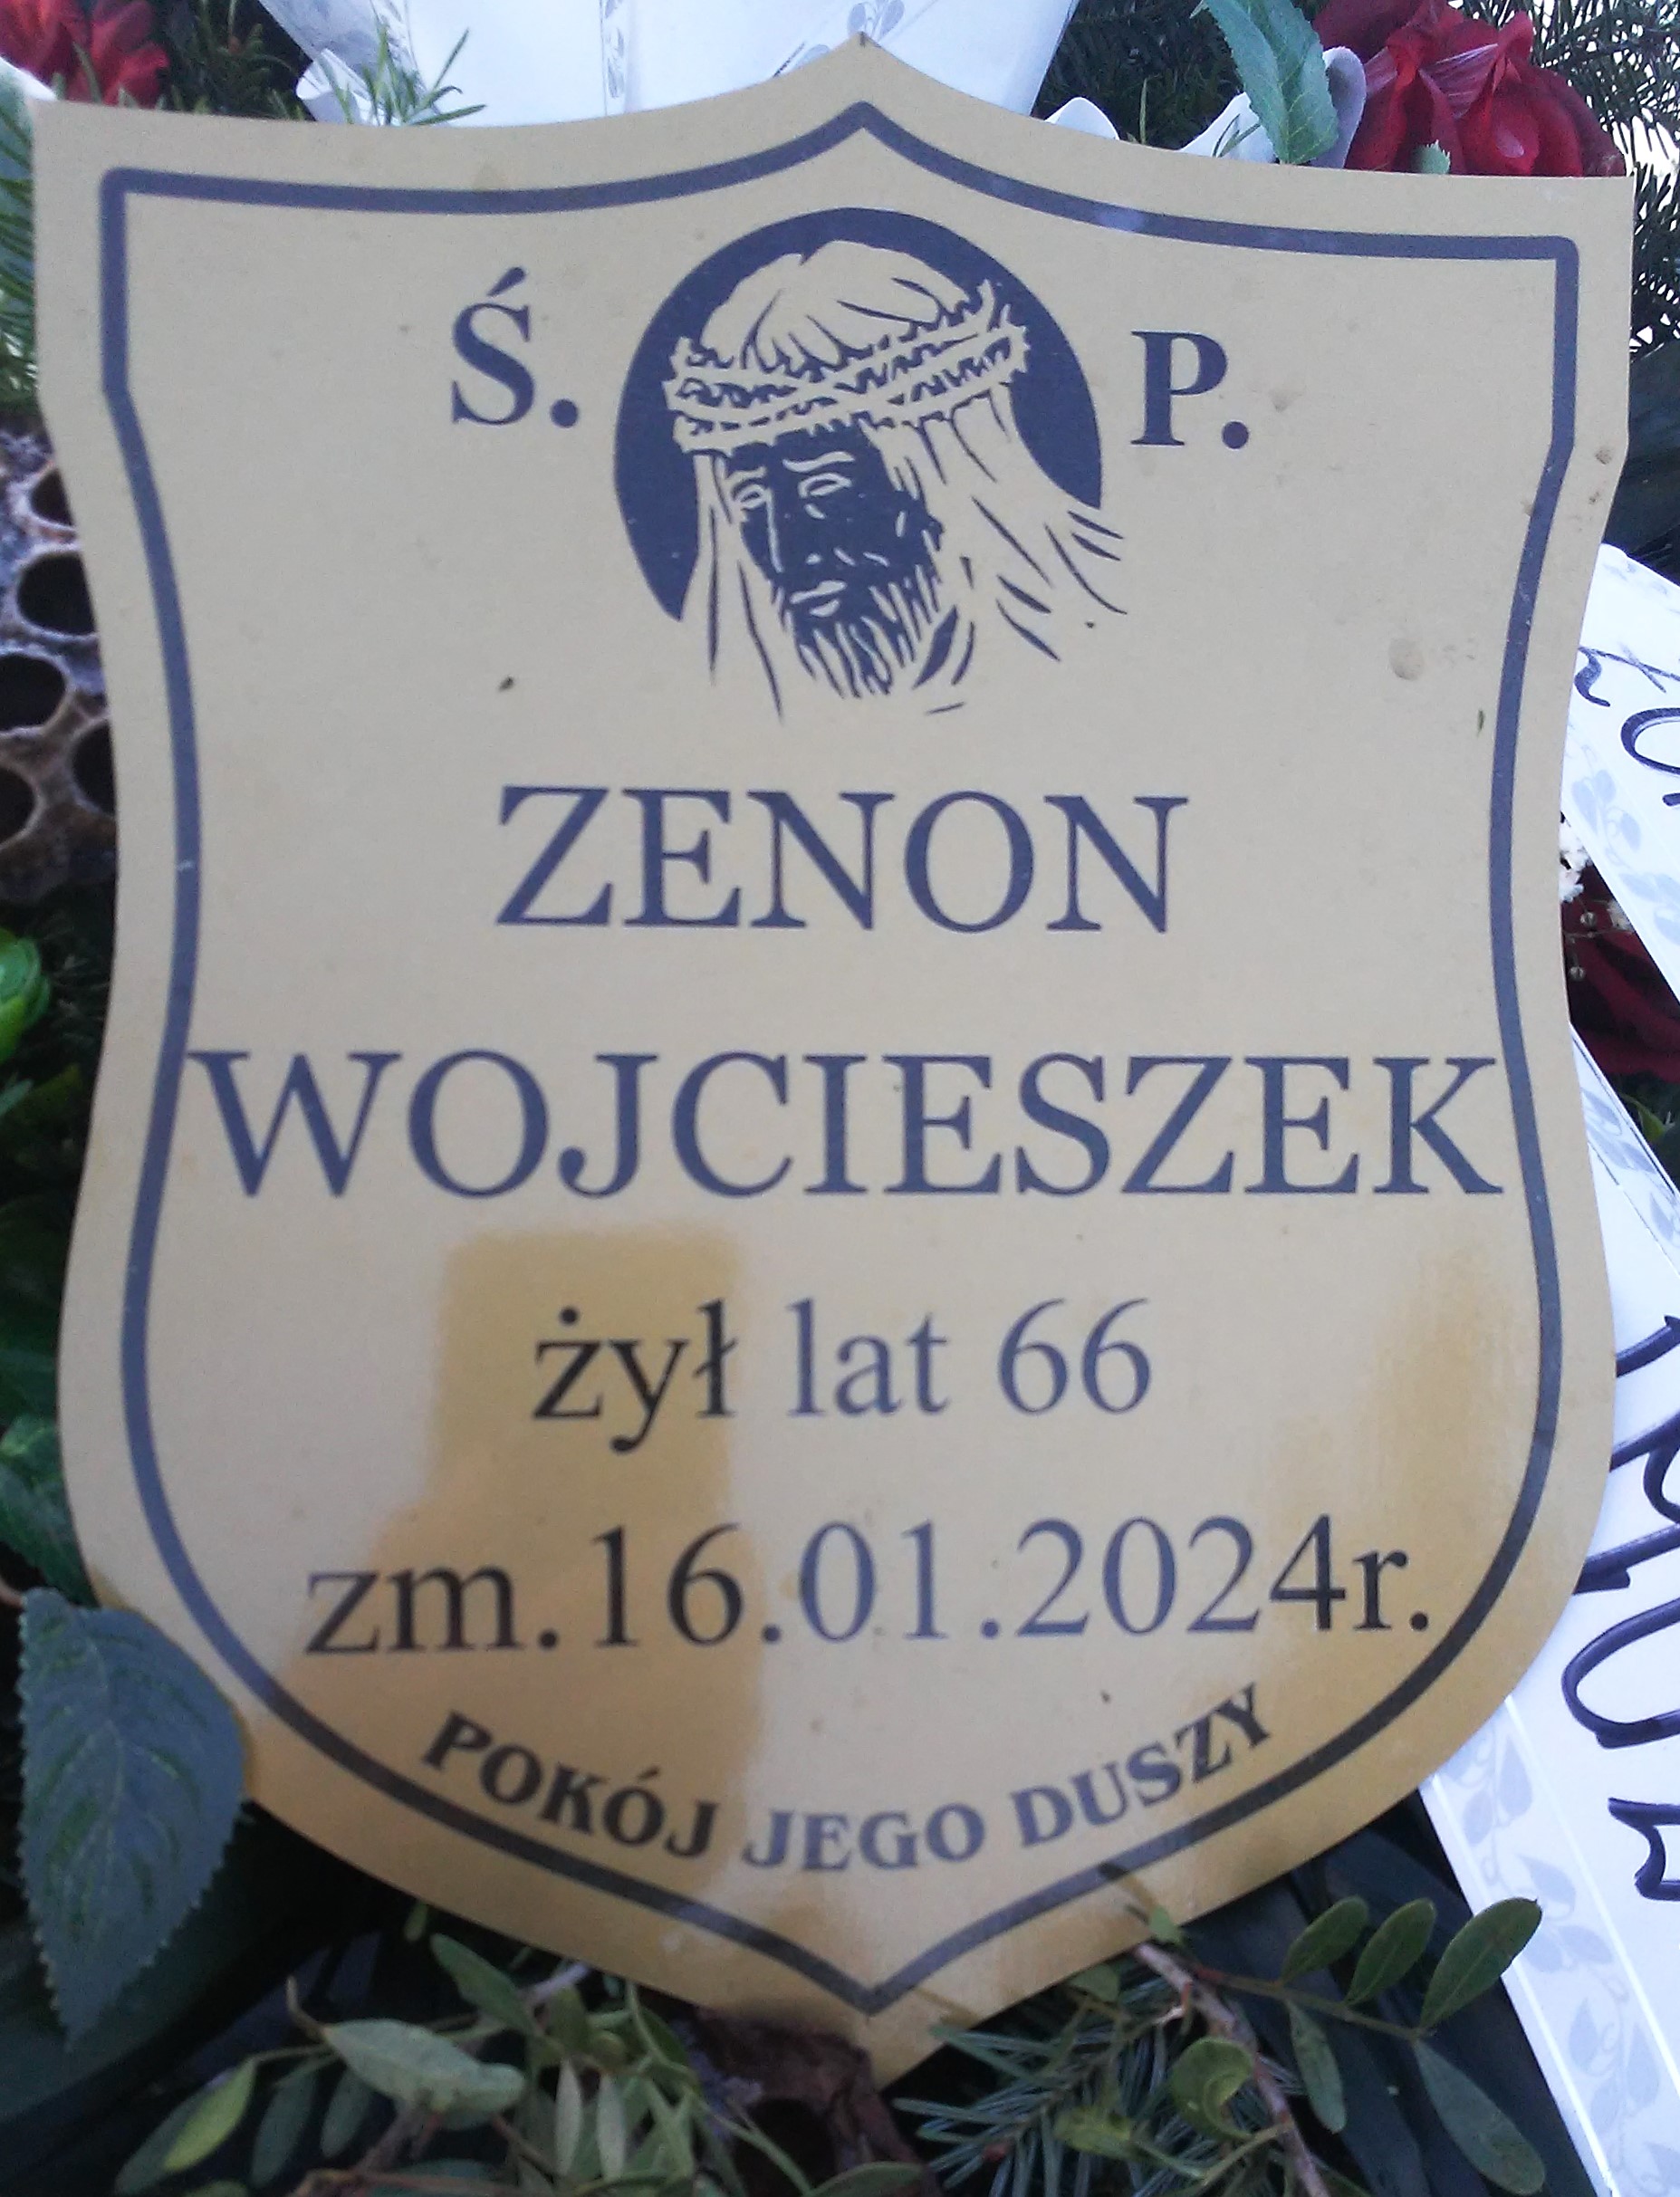 Ś. P.
ZENON
WOJCIESZEK
żył lat 66
zm.16.01.2024r.
POKÓJ JEGO DUSZY